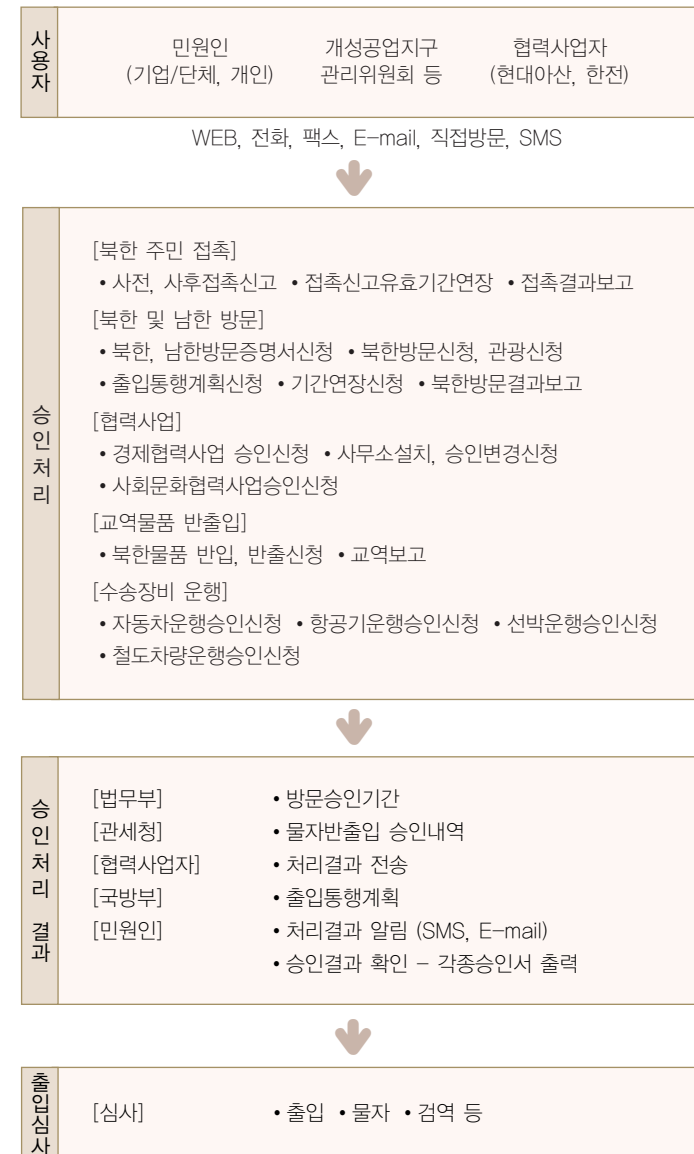 사용자
민원인 개성공업지구 협력사업자
(기업/단체, 개인) 관리위원회 등 (현대아산, 한전)
WEB, 전화, 팩스, E-mail, 직접방문, SMS
승인처리
[북한 주민 접촉]
• 사전, 사후접촉신고 • 접촉신고유효기간연장 • 접촉결과보고
[북한 및 남한 방문]
• 북한, 남한방문증명서신청 • 북한방문신청, 관광신청
• 출입통행계획신청 • 기간연장신청 • 북한방문결과보고
[협력사업]
• 경제협력사업 승인신청 • 사무소설치, 승인변경신청
• 사회문화협력사업승인신청
[교역물품 반출입]
• 북한물품 반입, 반출신청 • 교역보고
[수송장비 운행]
• 자동차운행승인신청 • 항공기운행승인신청 • 선박운행승인신청
• 철도차량운행승인신청
승인처리 결과
[법무부] • 방문승인기간
[관세청] • 물자반출입 승인내역
[협력사업자] • 처리결과 전송
[국방부] • 출입통행계획
[민원인] • 처리결과 알림 (SMS, E-mail)
• 승인결과 확인 - 각종승인서 출력
출입심사
[심사] • 출입 • 물자 • 검역 등